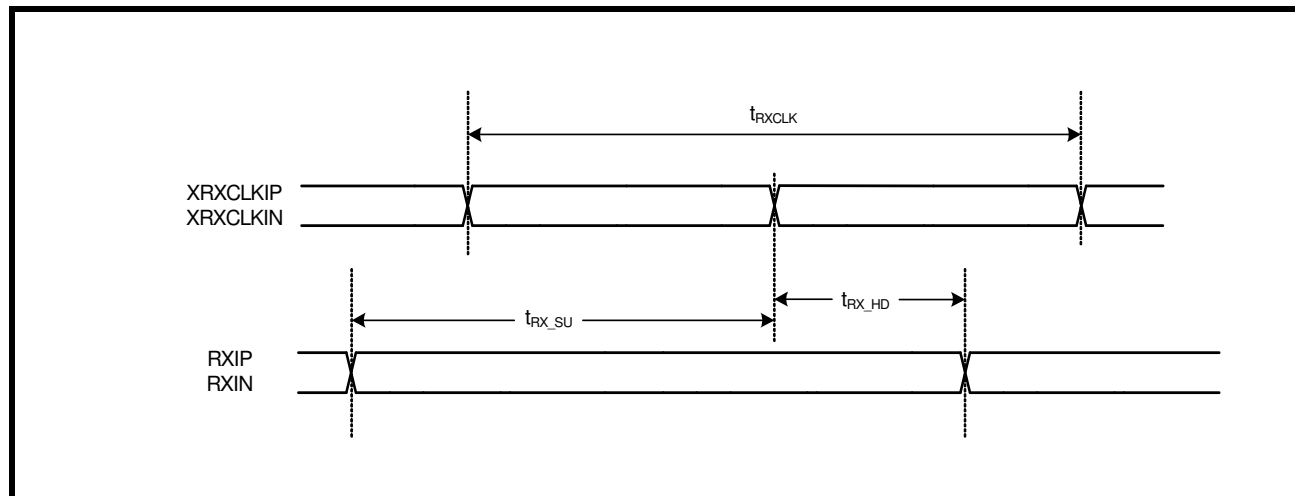 tRXCLK
XRXCLKIP
XRXCLKIN
tRX_SU
tRX_HD
RXIP
RXIN